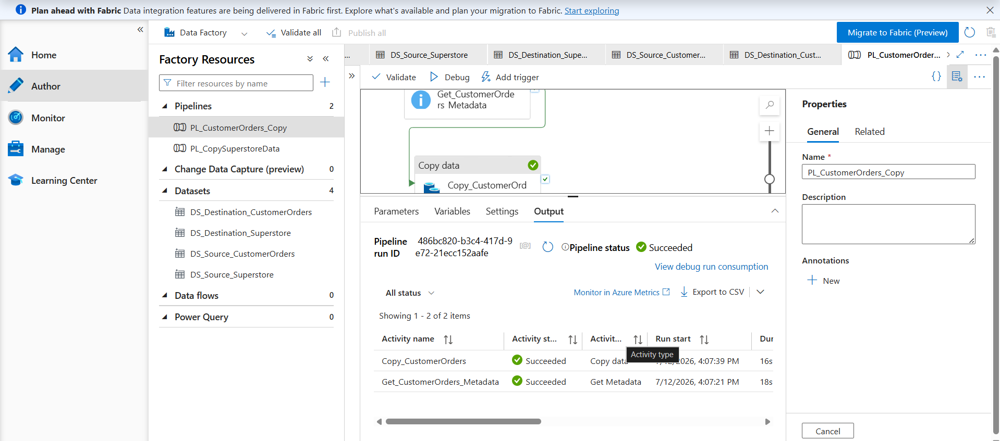 Plan ahead with Fabric Data integration features are being delivered in Fabric first. Explore what's available and plan your migration to Fabric. Start exploring
Data Factory
Validate all
Publish all
Migrate to Fabric (Preview)
Home
Author
Monitor
Manage
Learning Center
Factory Resources
Filter resources by name
Pipelines 2
PL_CustomerOrders_Copy
PL_CopySuperstoreData
Change Data Capture (preview) 0
Datasets 4
DS_Destination_CustomerOrders
DS_Destination_Superstore
DS_Source_CustomerOrders
DS_Source_Superstore
Data flows 0
Power Query 0
... DS_Source_Superstore DS_Destination_Supe... DS_Source_Customer... DS_Destination_Cust... PL_CustomerOrder...
Validate Debug Add trigger
Get_CustomerOrde
rs Metadata
Copy data
Copy_CustomerOrd
Parameters Variables Settings Output
Pipeline
run ID
486bc820-b3c4-417d-9
e72-21ecc152aafe
Pipeline status Succeeded
View debug run consumption
All status
Monitor in Azure Metrics Export to CSV
Showing 1 - 2 of 2 items
Activity name Activity st... Activit... Run start Dur
Activity type
Copy_CustomerOrders Succeeded Copy data 7/12/2026, 4:07:39 PM 16s
Get_CustomerOrders_Metadata Succeeded Get Metadata 7/12/2026, 4:07:21 PM 18s
Properties
General Related
Name *
PL_CustomerOrders_Copy
Description
Annotations
New
Cancel